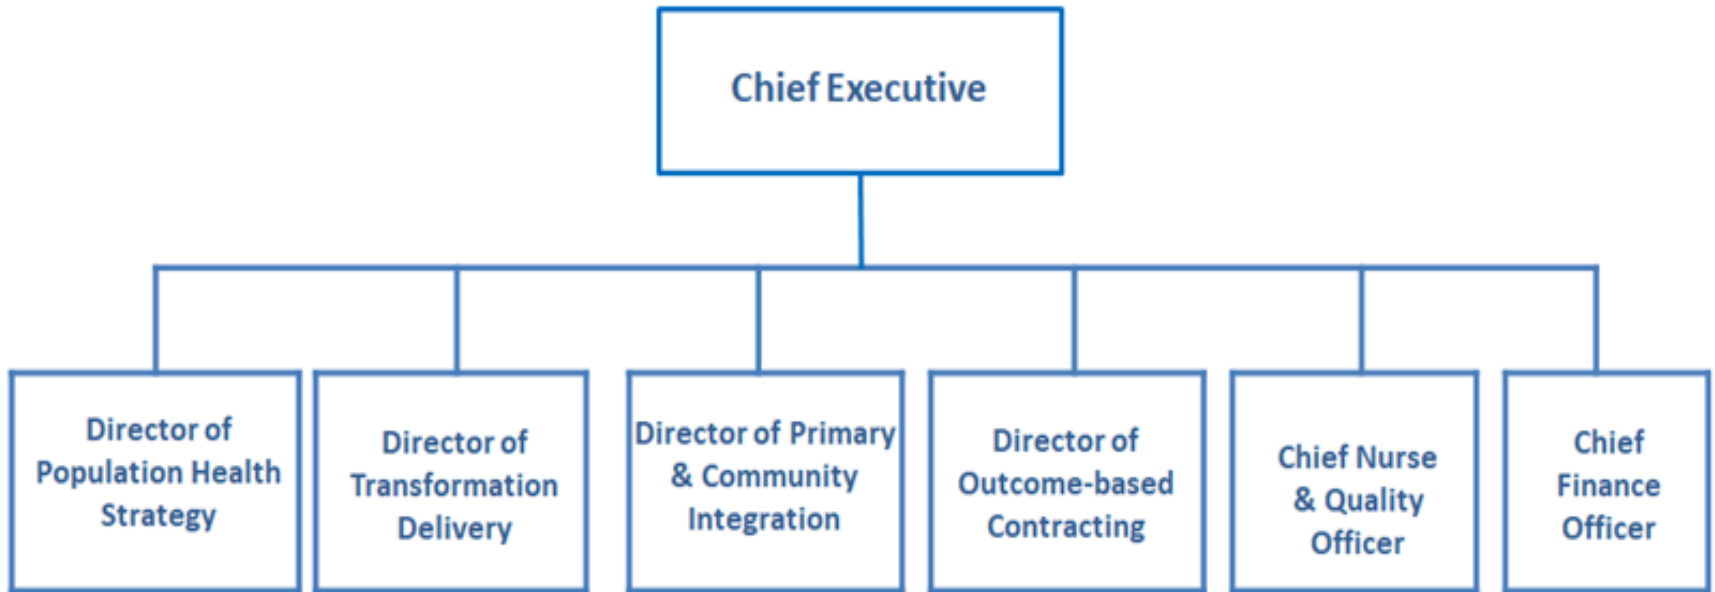 Chief Executive
Director of
Population Health
Strategy
Director of
Transformation
Delivery
Director of Primary
& Community
Integration
Director of
Outcome-based
Contracting
Chief Nurse
& Quality
Officer
Chief
Finance
Officer